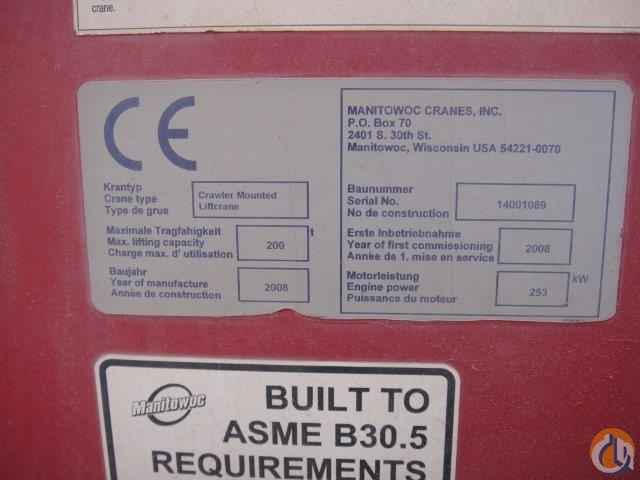 crane.
CE
MANITOWOC CRANES, INC.
P.O. Box 70
2401 S. 30th St.
Manitowoc, Wisconsin USA 54221-0070
Krantyp
Crane type
Type de grue
Crawler Mounted
Liftcrane
Maximale Tragfahigkeit
Max. lifting capacity
Charge max. d' utilisation
200 t
Baujahr
Year of manufacture
Année de construction
2008
Baunummer
Serial No.
No de construction
14001089
Erste Inbetriebnahme
Year of first commissioning
Année de 1. mise en service
2008
Motorleistung
Engine power
Puissance du moteur
253 kW
Manitowoc
BUILT TO
ASME B30.5
REQUIREMENTS